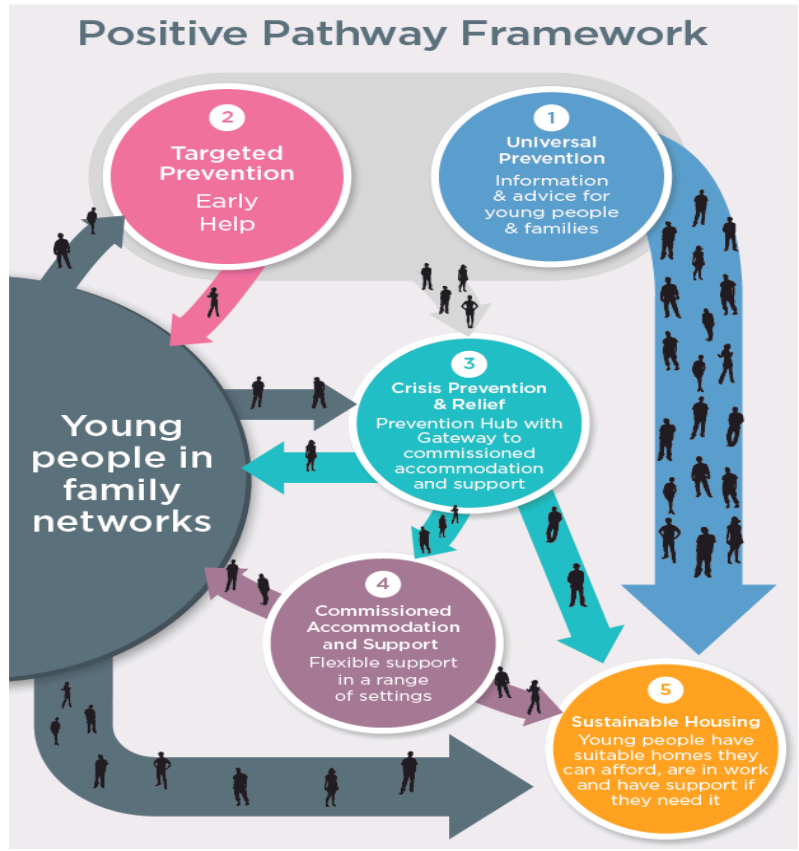 Positive Pathway Framework
2
Targeted
Prevention
Early
Help
1
Universal
Prevention
Information
& advice for
young people
& families
3
Crisis Prevention
& Relief
Prevention Hub with
Gateway to
commissioned
accommodation
and support
Young
people in
family
networks
4
Commissioned
Accommodation
and Support
Flexible support
in a range
of settings
5
Sustainable Housing
Young people have
suitable homes they
can afford, are in work
and have support if
they need it